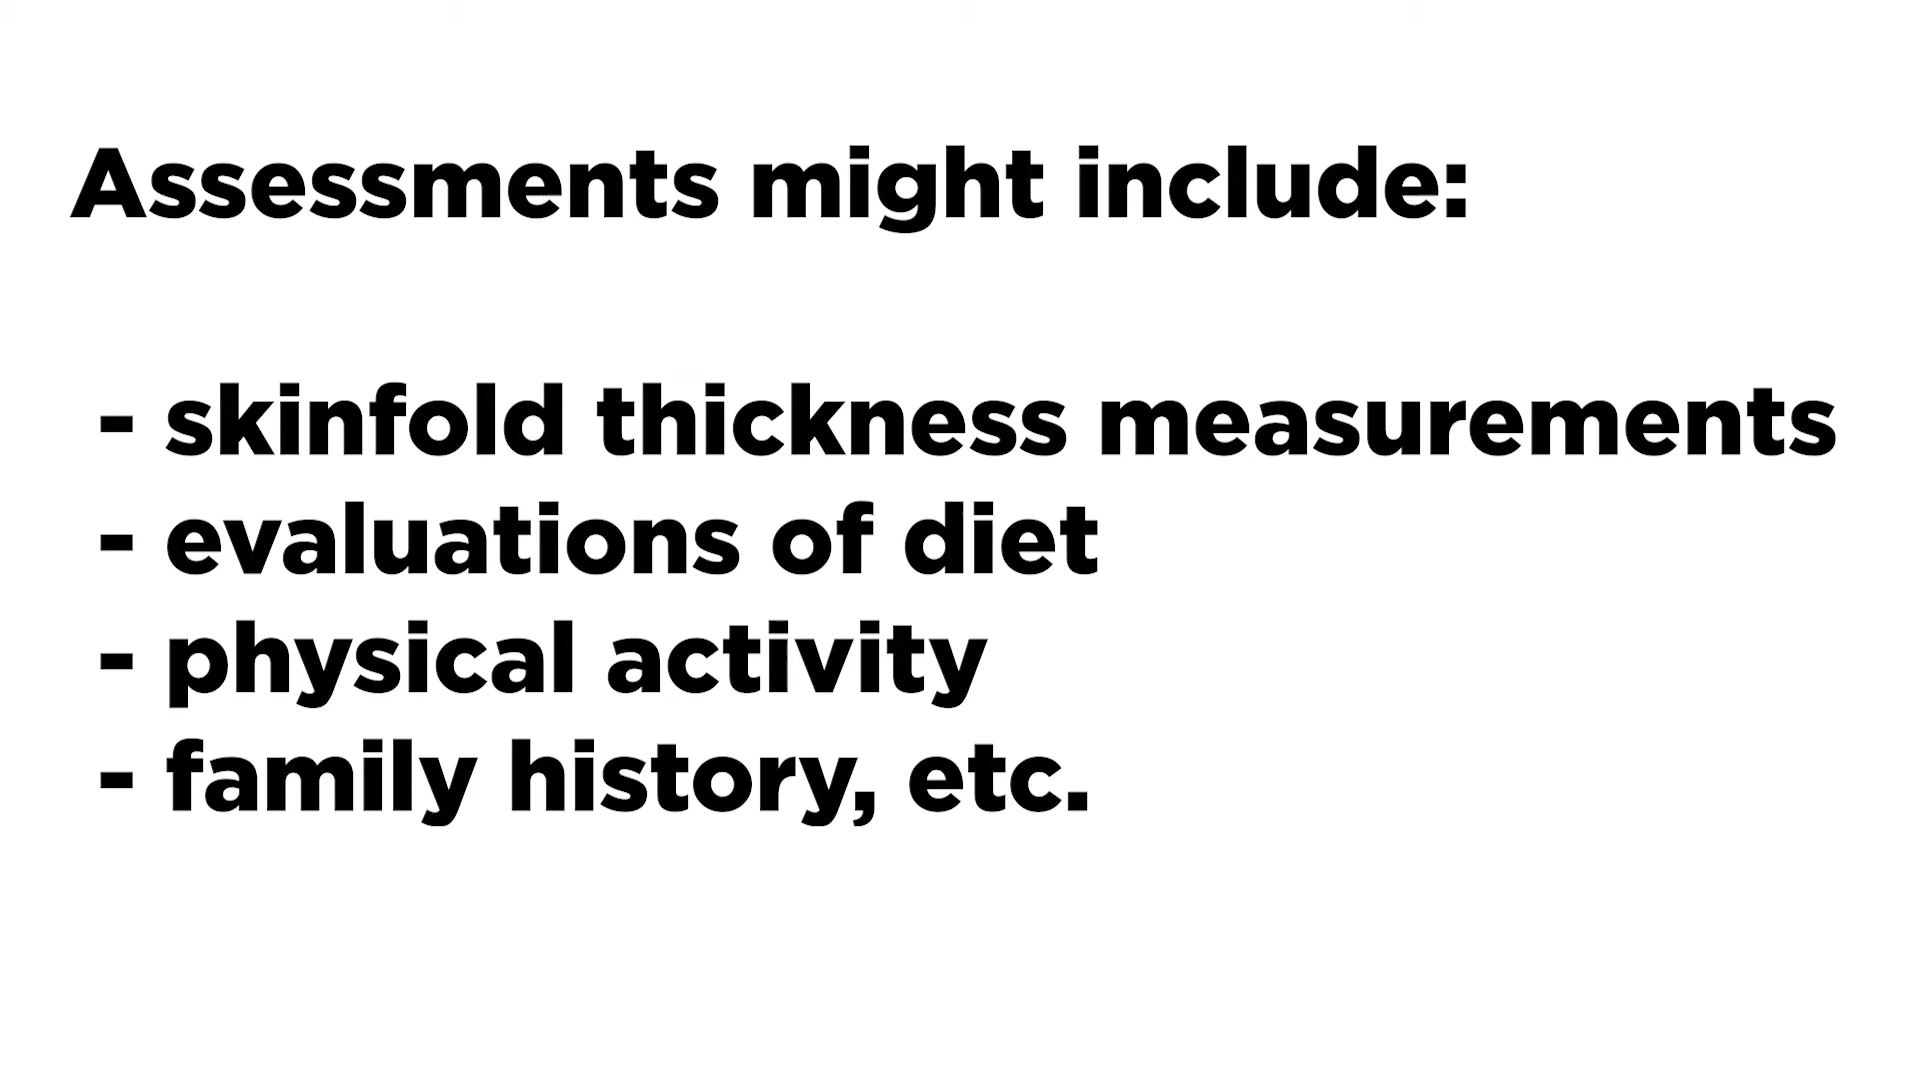 Assessments might include:
- skinfold thickness measurements
- evaluations of diet
- physical activity
- family history, etc.